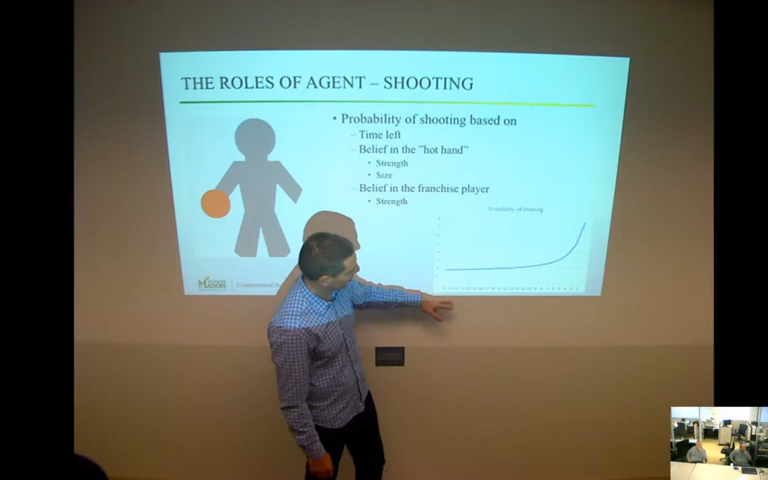 THE ROLES OF AGENT – SHOOTING
• Probability of shooting based on
– Time left
– Belief in the "hot hand"
• Strength
• Size
– Belief in the franchise player
• Strength
Probability of shooting
MASON